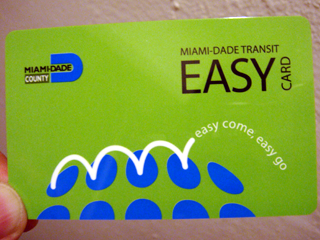 MIAMI-DADE
COUNTY
MIAMI-DADE TRANSIT
EASY CARD
easy come, easy go